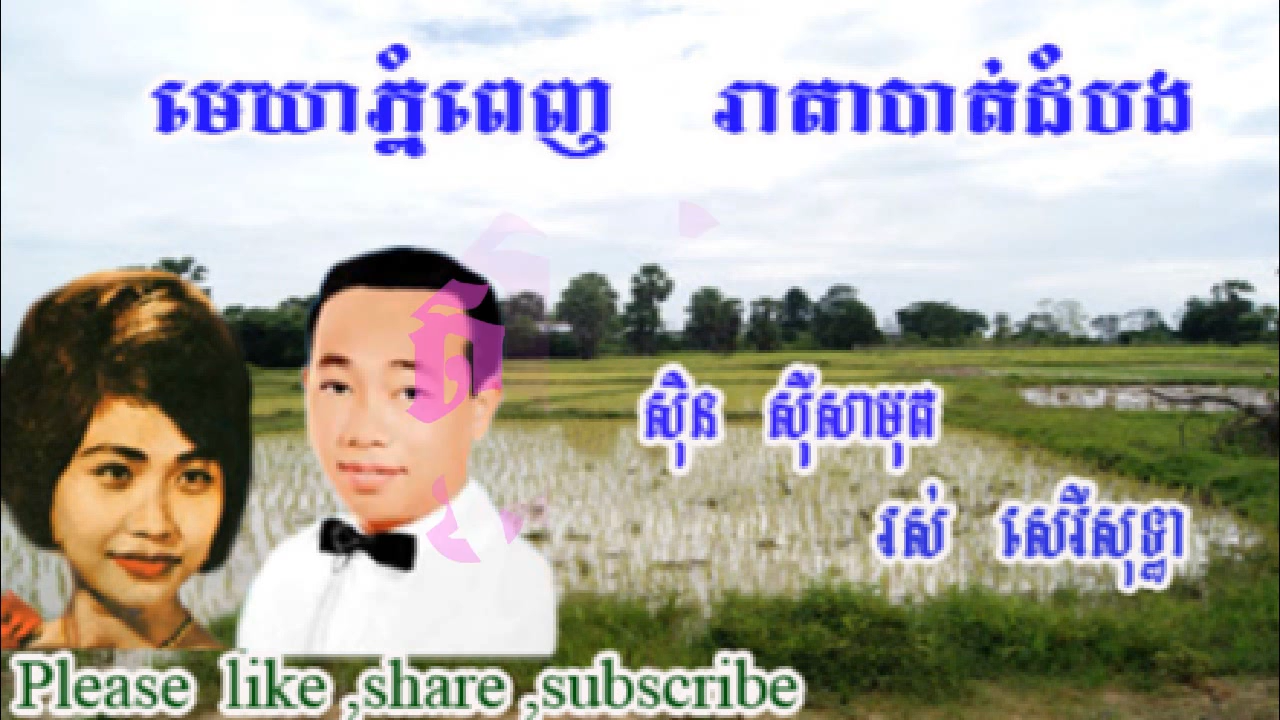 មេឃាភ្នំពេញ រាតាបាត់ដំបង
ស៊ិន ស៊ីសាមុត
រស់ សេរីសុទ្ធា
Please like ,share ,subscribe